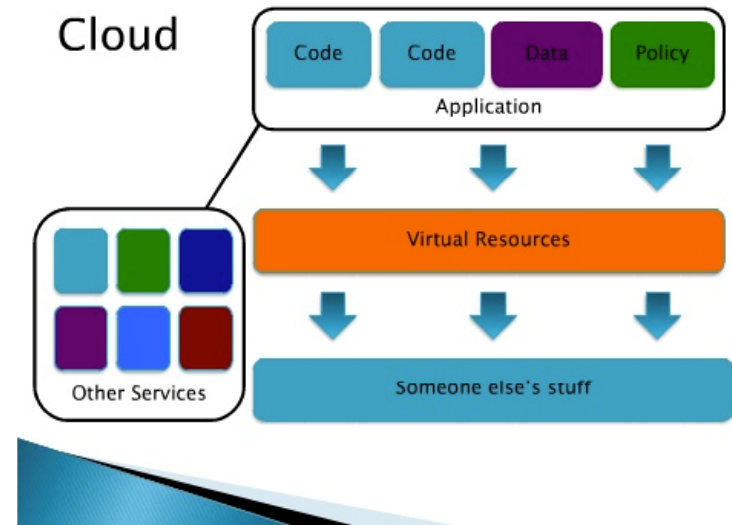 Cloud
Code Code Data Policy
Application
Virtual Resources
Other Services
Someone else's stuff